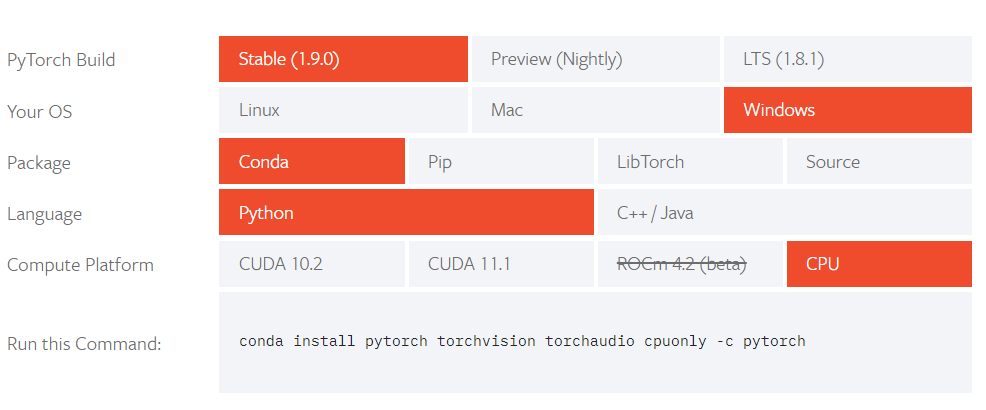 PyTorch Build Stable (1.9.0) Preview (Nightly) LTS (1.8.1)
Your OS Linux Mac Windows
Package Conda Pip LibTorch Source
Language Python C++ / Java
Compute Platform CUDA 10.2 CUDA 11.1 ROCm 4.2 (beta) CPU
Run this Command: conda install pytorch torchvision torchaudio cpuonly -c pytorch